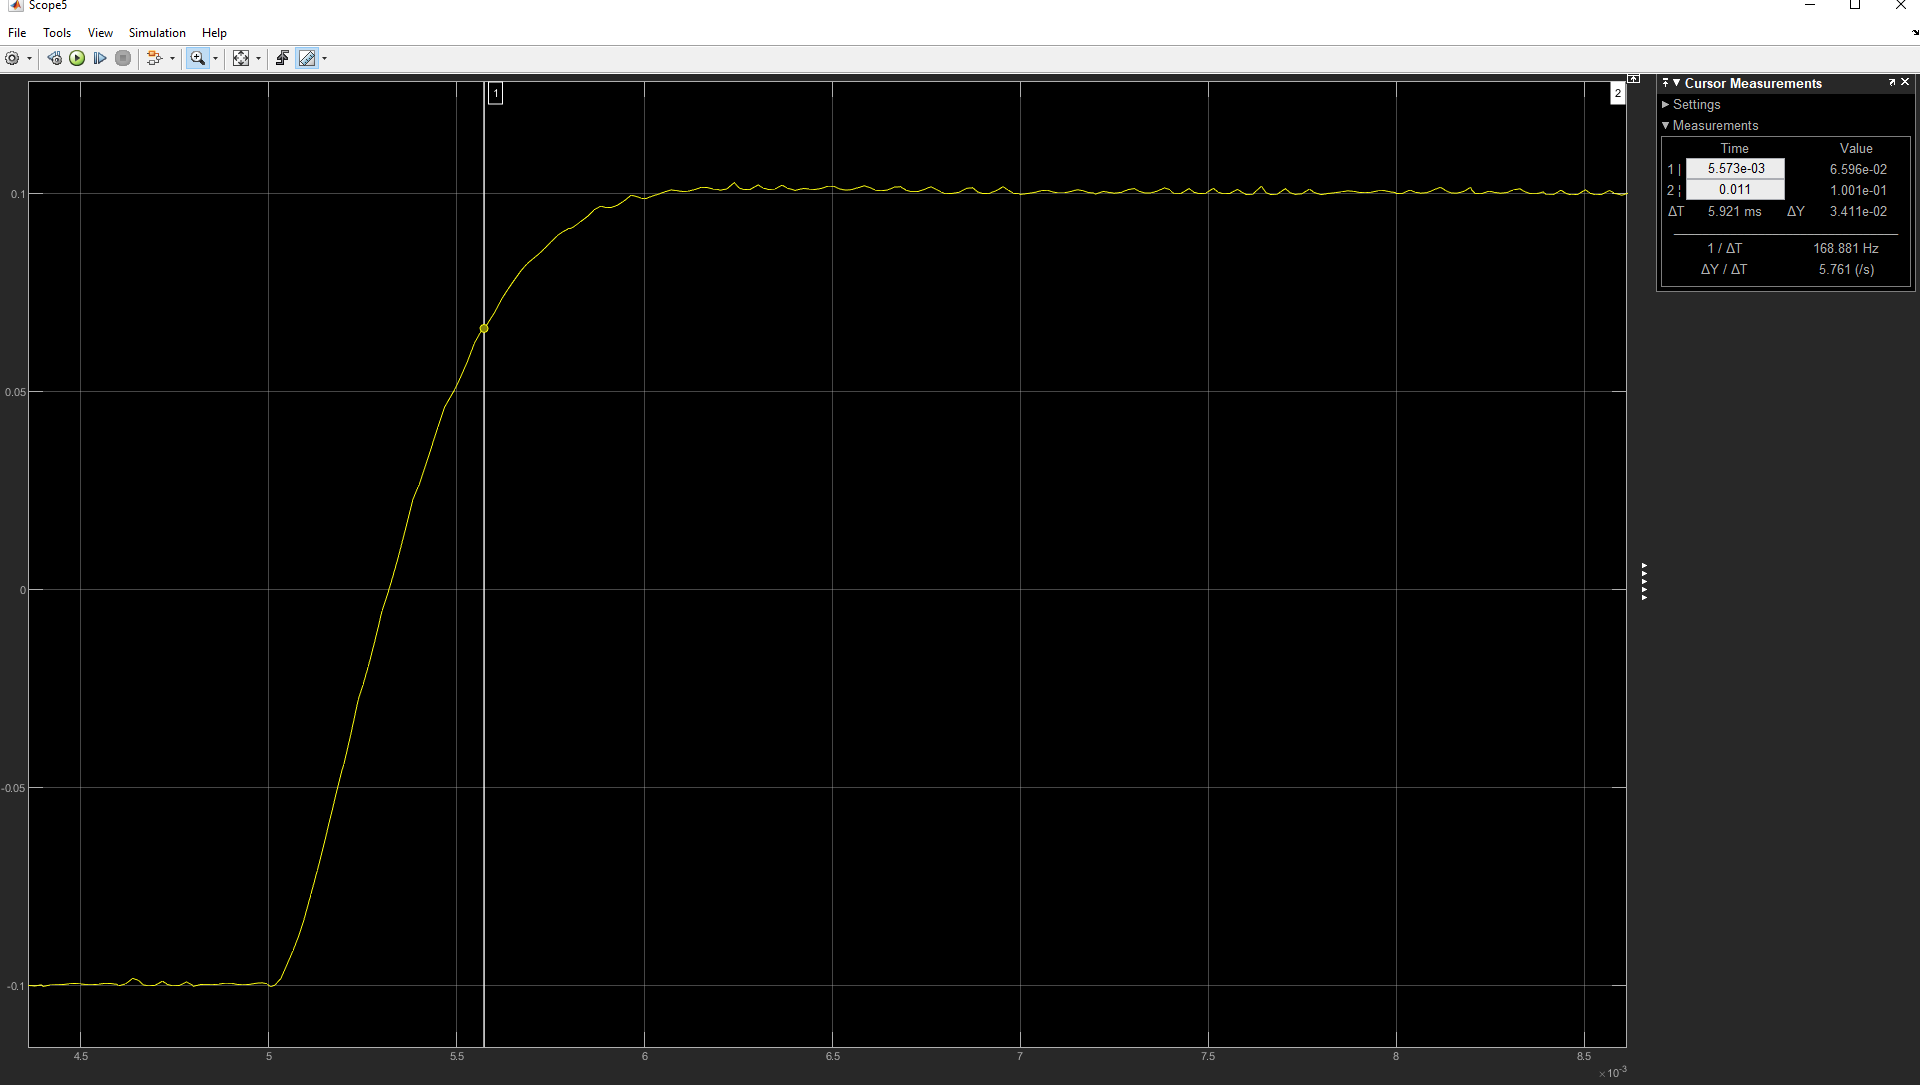 Scope5
File Tools View Simulation Help
1
2
Cursor Measurements
Settings
Measurements
Time Value
1 | 5.573e-03 6.596e-02
2 ¦ 0.011 1.001e-01
ΔT 5.921 ms ΔY 3.411e-02
1 / ΔT 168.881 Hz
ΔY / ΔT 5.761 (/s)
0.1
0.05
0
-0.05
-0.1
4.5 5 5.5 6 6.5 7 7.5 8 8.5
×10⁻³